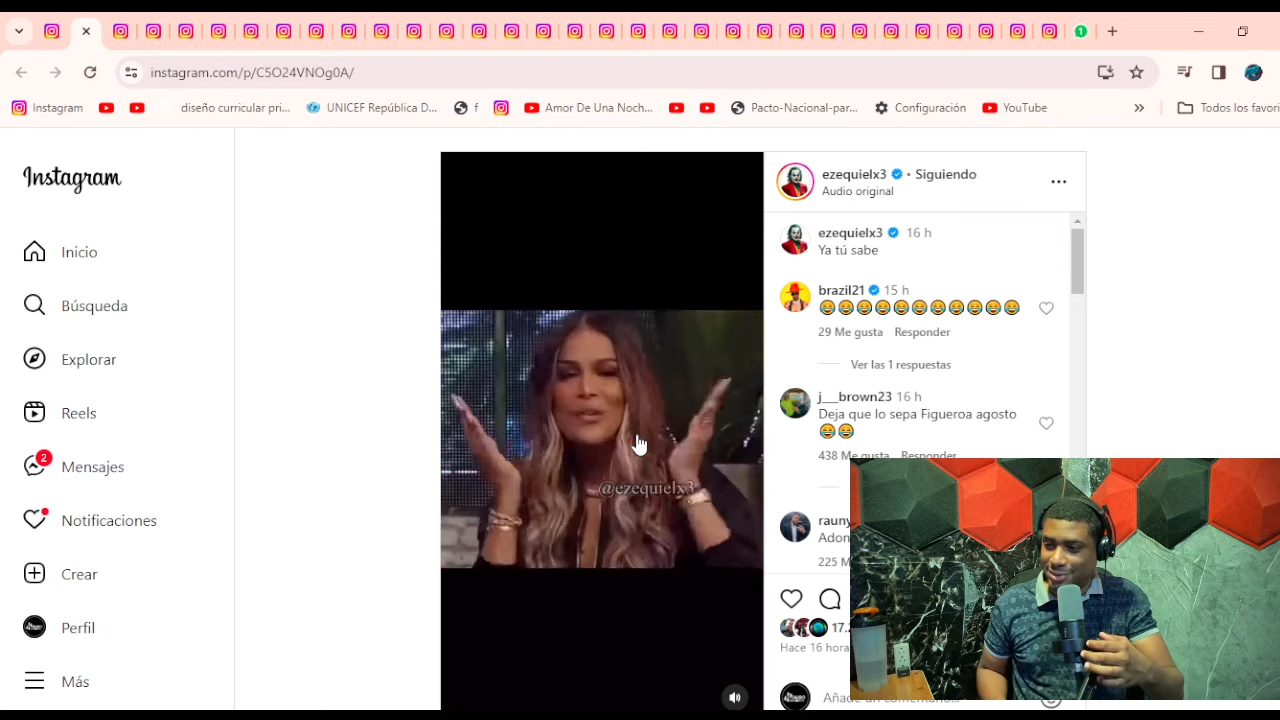 instagram.com/p/C5O24VNOg0A/
Instagram
diseño curricular pri...
UNICEF República D...
f
Amor De Una Noch...
Pacto-Nacional-par...
Configuración
YouTube
»
Todos los favori
Instagram
Inicio
Búsqueda
Explorar
Reels
2
Mensajes
Notificaciones
Crear
Perfil
Más
@ezequielx3
ezequielx3 • Siguiendo
Audio original
ezequielx3 16 h
Ya tú sabe
brazil21 15 h
29 Me gusta Responder
Ver las 1 respuestas
j___brown23 16 h
Deja que lo sepa Figueroa agosto
438 Me gusta Responder
rauny
Adon
225 M
17.2
Hace 16 hora
Añade un comentario...